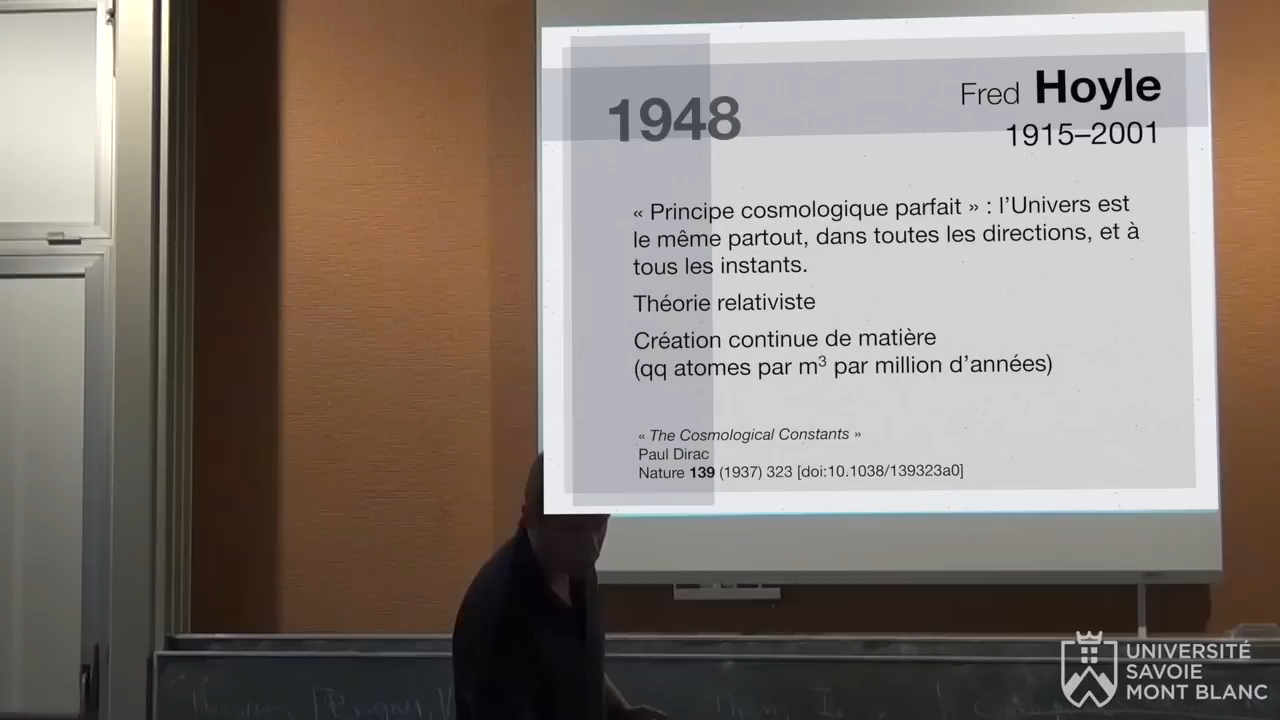 1948
Fred Hoyle
1915–2001
« Principe cosmologique parfait » : l’Univers est
le même partout, dans toutes les directions, et à
tous les instants.
Théorie relativiste
Création continue de matière
(qq atomes par m³ par million d’années)
« The Cosmological Constants »
Paul Dirac
Nature 139 (1937) 323 [doi:10.1038/139323a0]
UNIVERSITÉ
SAVOIE
MONT BLANC